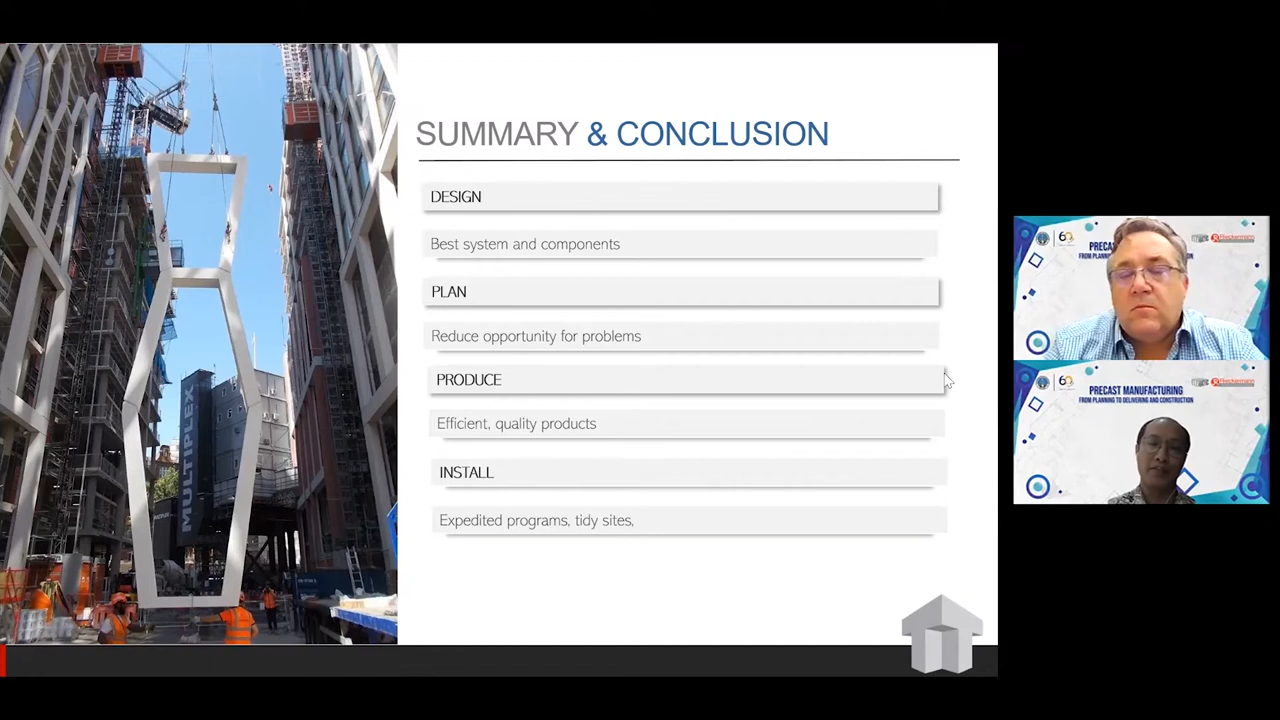 SUMMARY & CONCLUSION
DESIGN
Best system and components
PLAN
Reduce opportunity for problems
PRODUCE
Efficient, quality products
INSTALL
Expedited programs, tidy sites,
MULTIPLEX
PRECAST MANUFACTURING
FROM PLANNING TO DELIVERING AND CONSTRUCTION